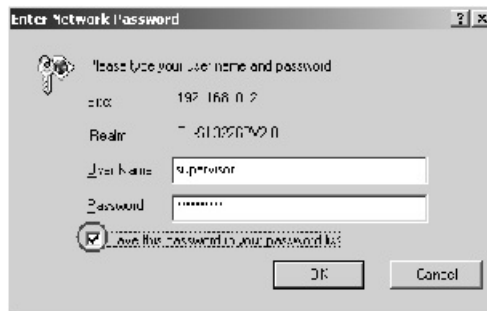 Enter Network Password
? ×
Please type your user name and password
Site:
192.168.0.2
Realm
User Name
supervisor
Password
Save this password in your password list
OK
Cancel